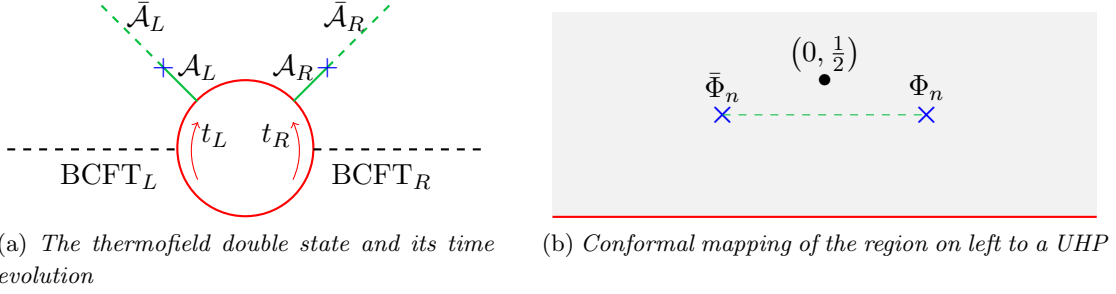 $\bar{\mathcal{A}}_L$ $\bar{\mathcal{A}}_R$
$\mathcal{A}_L$ $\mathcal{A}_R$
$t_L$ $t_R$
BCFT$_L$ BCFT$_R$
a) The thermofield double state and its time
evolution
$(0, \frac{1}{2})$
$\bar{\Phi}_n$ $\Phi_n$
(b) Conformal mapping of the region on left to a UHP